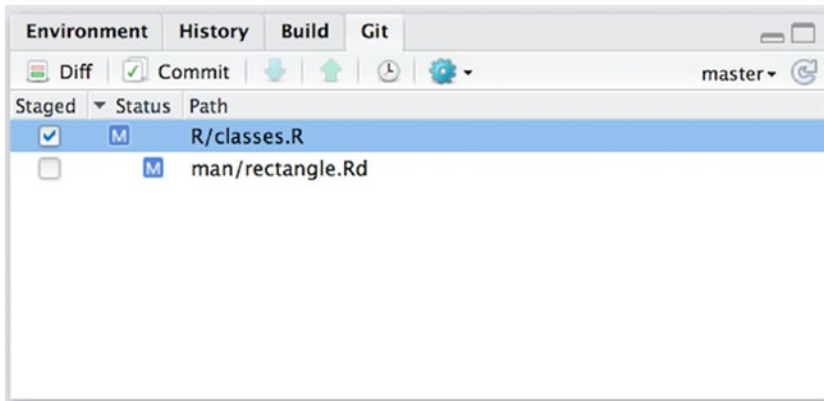 Environment History Build Git
Diff Commit master
Staged Status Path
M R/classes.R
M man/rectangle.Rd